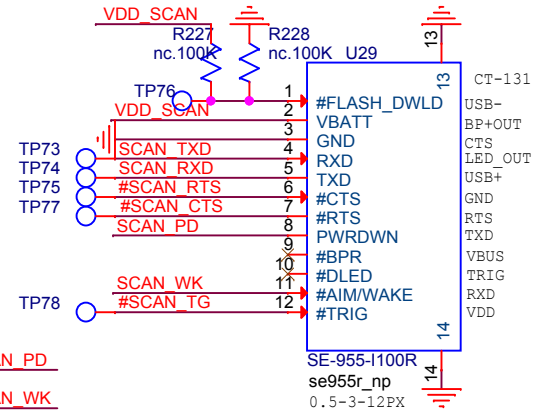 VDD_SCAN
R227
R228
nc.100K
nc.100K
U29
13
13
CT-131
TP76
1
#FLASH_DWLD
USB-
VDD_SCAN
2
VBATT
BP+OUT
3
GND
CTS
TP73
SCAN_TXD
4
RXD
LED_OUT
TP74
SCAN_RXD
5
TXD
USB+
TP75
#SCAN_RTS
6
#CTS
GND
TP77
#SCAN_CTS
7
#RTS
RTS
SCAN_PD
8
PWRDWN
TXD
9
#BPR
VBUS
10
#DLED
TRIG
SCAN_WK
11
#AIM/WAKE
RXD
TP78
#SCAN_TG
12
#TRIG
VDD
14
14
N_PD
SE-955-I100R
se955r_np
N_WK
0.5-3-12PX